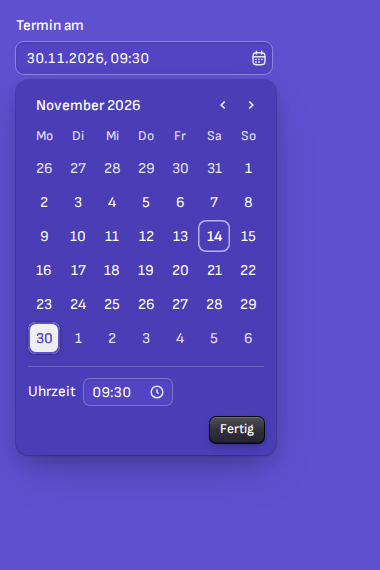 Termin am
30.11.2026, 09:30
November 2026
Mo Di Mi Do Fr Sa So
26 27 28 29 30 31 1
2 3 4 5 6 7 8
9 10 11 12 13 14 15
16 17 18 19 20 21 22
23 24 25 26 27 28 29
30 1 2 3 4 5 6
Uhrzeit 09:30
Fertig